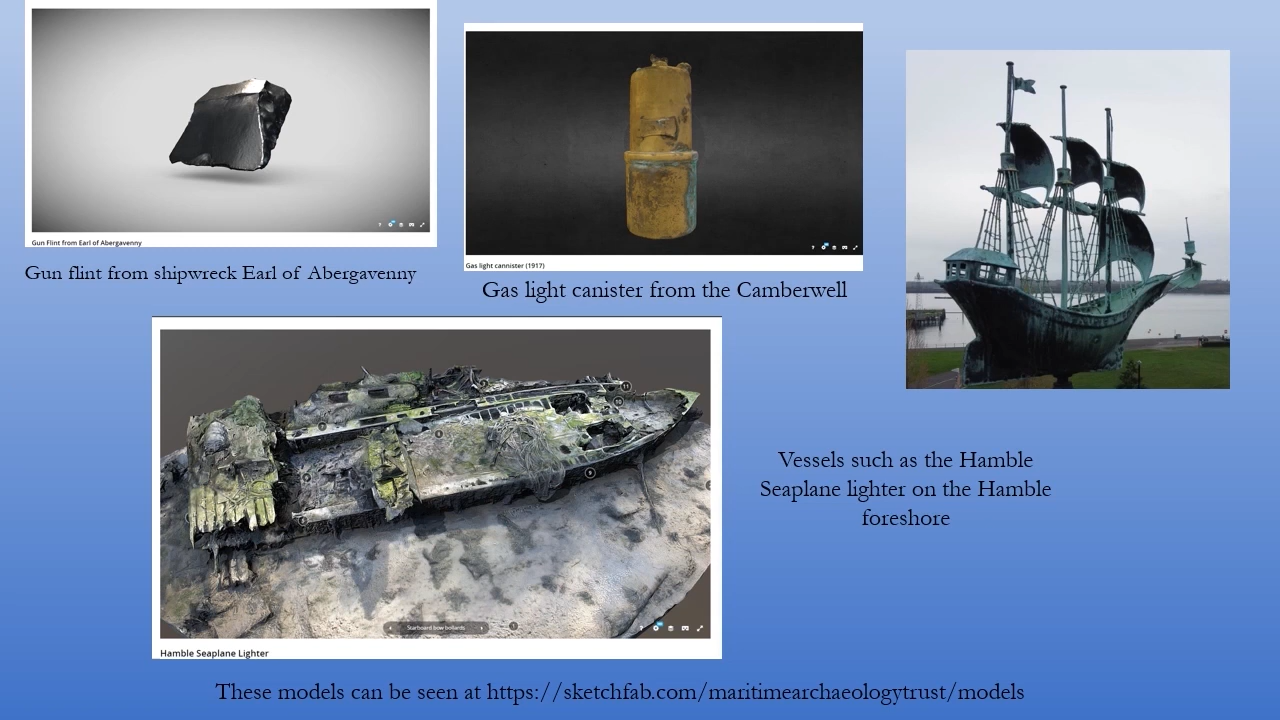 Gun Flint from Earl of Abergavenny
Gun flint from shipwreck Earl of Abergavenny
Gas light cannister (1917)
Gas light canister from the Camberwell
Starboard bow bollards
Hamble Seaplane Lighter
Vessels such as the Hamble
Seaplane lighter on the Hamble
foreshore
These models can be seen at https://sketchfab.com/maritimearchaeologytrust/models